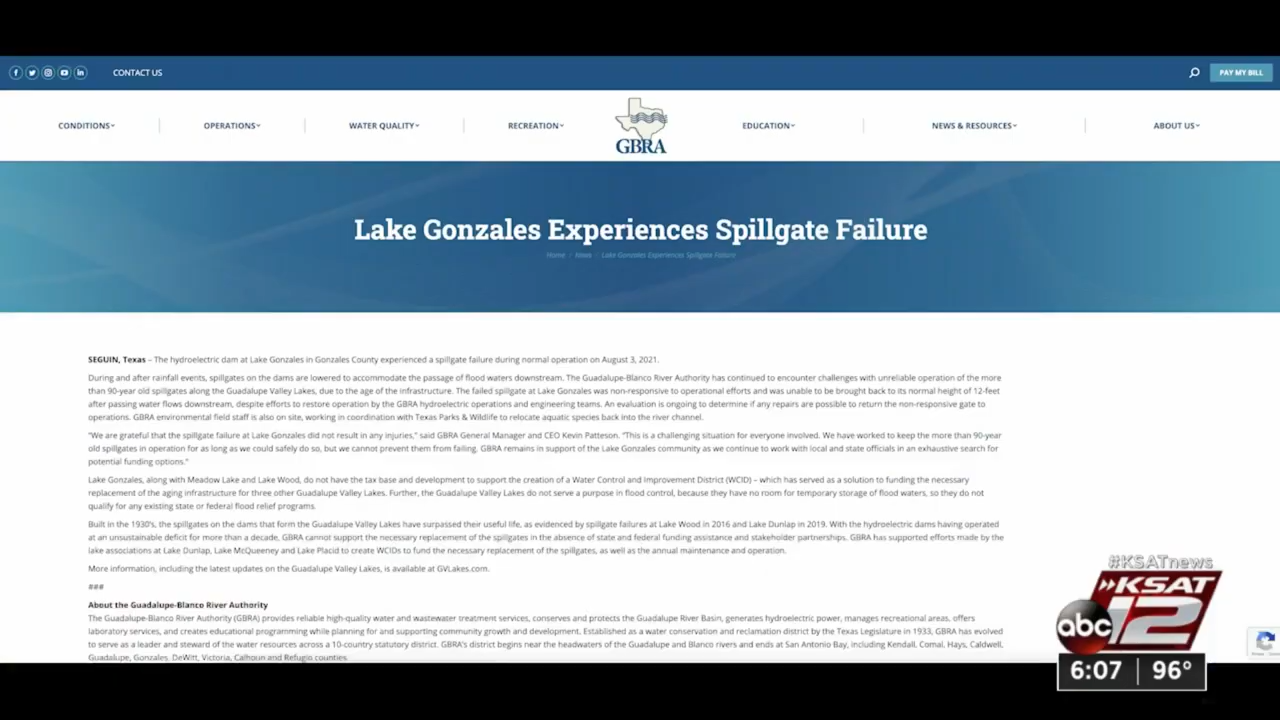 CONTACT US
PAY MY BILL
CONDITIONS
OPERATIONS
WATER QUALITY
RECREATION
GBRA
EDUCATION
NEWS & RESOURCES
ABOUT US
Lake Gonzales Experiences Spillgate Failure
Home / News / Lake Gonzales Experiences Spillgate Failure
SEGUIN, Texas – The hydroelectric dam at Lake Gonzales in Gonzales County experienced a spillgate failure during normal operation on August 3, 2021.
During and after rainfall events, spillgates on the dams are lowered to accommodate the passage of flood waters downstream. The Guadalupe-Blanco River Authority has continued to encounter challenges with unreliable operation of the more
than 90-year old spillgates along the Guadalupe Valley Lakes, due to the age of the infrastructure. The failed spillgate at Lake Gonzales was non-responsive to operational efforts and was unable to be brought back to its normal height of 12-feet
after passing water flows downstream, despite efforts to restore operation by the GBRA hydroelectric operations and engineering teams. An evaluation is ongoing to determine if any repairs are possible to return the non-responsive gate to
operations. GBRA environmental field staff is also on site, working in coordination with Texas Parks & Wildlife to relocate aquatic species back into the river channel.
"We are grateful that the spillgate failure at Lake Gonzales did not result in any injuries," said GBRA General Manager and CEO Kevin Patteson. "This is a challenging situation for everyone involved. We have worked to keep the more than 90-year
old spillgates in operation for as long as we could safely do so, but we cannot prevent them from failing. GBRA remains in support of the Lake Gonzales community as we continue to work with local and state officials in an exhaustive search for
potential funding options."
Lake Gonzales, along with Meadow Lake and Lake Wood, do not have the tax base and development to support the creation of a Water Control and Improvement District (WCID) – which has served as a solution to funding the necessary
replacement of the aging infrastructure for three other Guadalupe Valley Lakes. Further, the Guadalupe Valley Lakes do not serve a purpose in flood control, because they have no room for temporary storage of flood waters, so they do not
qualify for any existing state or federal flood relief programs.
Built in the 1930's, the spillgates on the dams that form the Guadalupe Valley Lakes have surpassed their useful life, as evidenced by spillgate failures at Lake Wood in 2016 and Lake Dunlap in 2019. With the hydroelectric dams having operated
at an unsustainable deficit for more than a decade, GBRA cannot support the necessary replacement of the spillgates in the absence of state and federal funding assistance and stakeholder partnerships. GBRA has supported efforts made by the
lake associations at Lake Dunlap, Lake McQueeney and Lake Placid to create WCIDs to fund the necessary replacement of the spillgates, as well as the annual maintenance and operation.
More information, including the latest updates on the Guadalupe Valley Lakes, is available at GVLakes.com.
###
About the Guadalupe-Blanco River Authority
The Guadalupe-Blanco River Authority (GBRA) provides reliable high-quality water and wastewater treatment services, conserves and protects the Guadalupe River Basin, generates hydroelectric power, manages recreational areas, offers
laboratory services, and creates educational programming while planning for and supporting community growth and development. Established as a water conservation and reclamation district by the Texas Legislature in 1933, GBRA has evolved
to serve as a leader and steward of the water resources across a 10-country statutory district. GBRA's district begins near the headwaters of the Guadalupe and Blanco rivers and ends at San Antonio Bay, including Kendall, Comal, Hays, Caldwell,
Guadalupe, Gonzales, DeWitt, Victoria, Calhoun and Refugio counties.
#KSATnews
KSAT
abc 12
6:07 96°